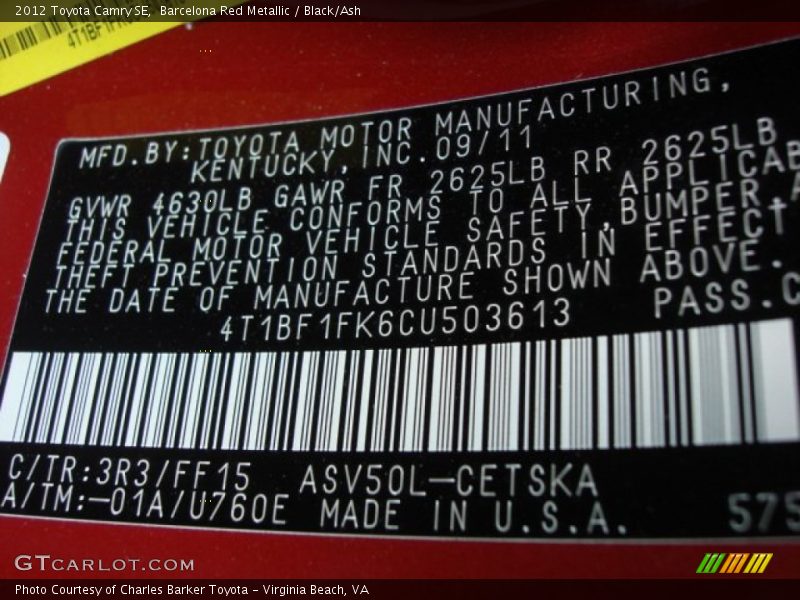 2012 Toyota Camry SE, Barcelona Red Metallic / Black/Ash
MFD.BY:TOYOTA MOTOR MANUFACTURING,
KENTUCKY,INC.09/11
GVWR 4630LB GAWR FR 2625LB RR 2625LB
THIS VEHICLE CONFORMS TO ALL APPLICAB
FEDERAL MOTOR VEHICLE SAFETY,BUMPER,A
THEFT PREVENTION STANDARDS IN EFFECT
THE DATE OF MANUFACTURE SHOWN ABOVE.
4T1BF1FK6CU503613 PASS.C
C/TR:3R3/FF15 ASV50L-CETSKA
A/TM:-01A/U760E MADE IN U.S.A. 575
GTCARLOT.COM
Photo Courtesy of Charles Barker Toyota - Virginia Beach, VA